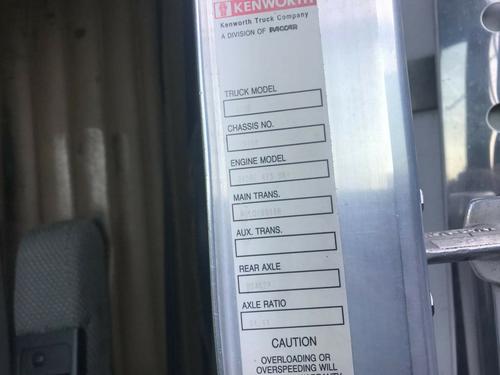 KENWORTH
Kenworth Truck Company
A DIVISION OF PACCAR
TRUCK MODEL
CHASSIS NO.
ENGINE MODEL
MAIN TRANS.
AUX. TRANS.
REAR AXLE
AXLE RATIO
CAUTION
OVERLOADING OR
OVERSPEEDING WILL